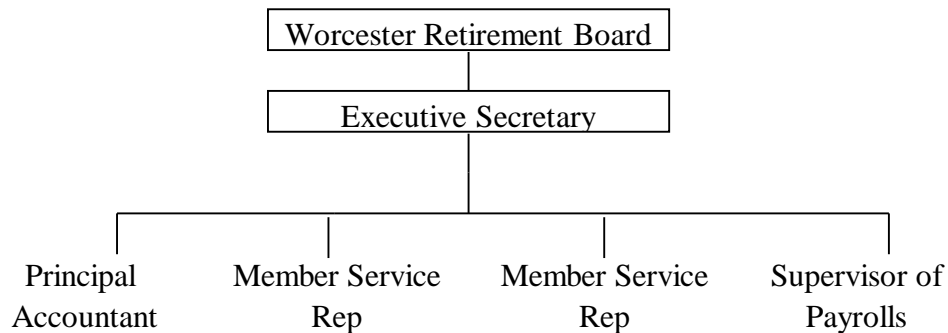 Worcester Retirement Board
Executive Secretary
Principal
Accountant
Member Service
Rep
Member Service
Rep
Supervisor of
Payrolls